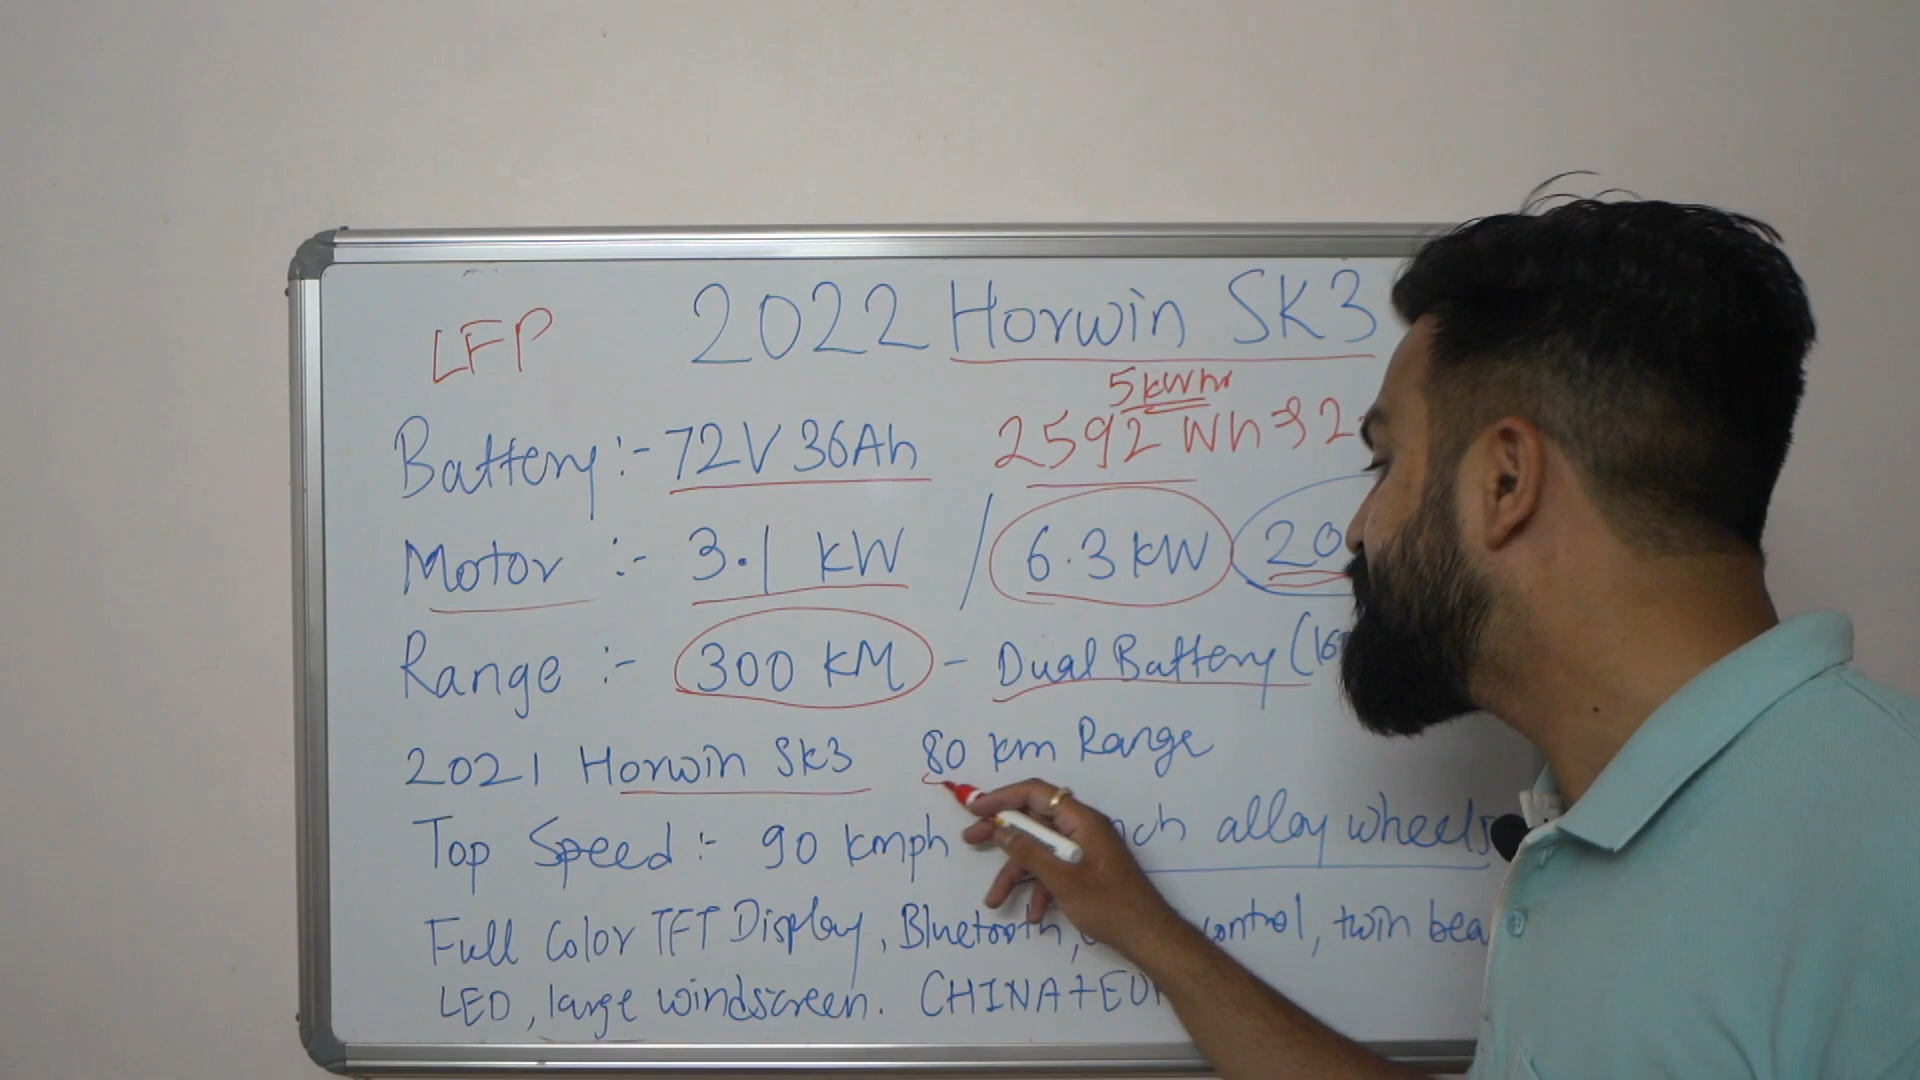 LFP 2022 Horwin SK3
5kWhr
Battery :- 72V 36Ah 2592 Wh
Motor :- 3.1 kW / 6.3 kW
Range :- 300 KM - Dual Battery
2021 Horwin SK3 80 km Range
Top Speed :- 90 kmph alloy wheels
Full Color TFT Display, Bluetooth, twin
LED, large windscreen. CHINA +